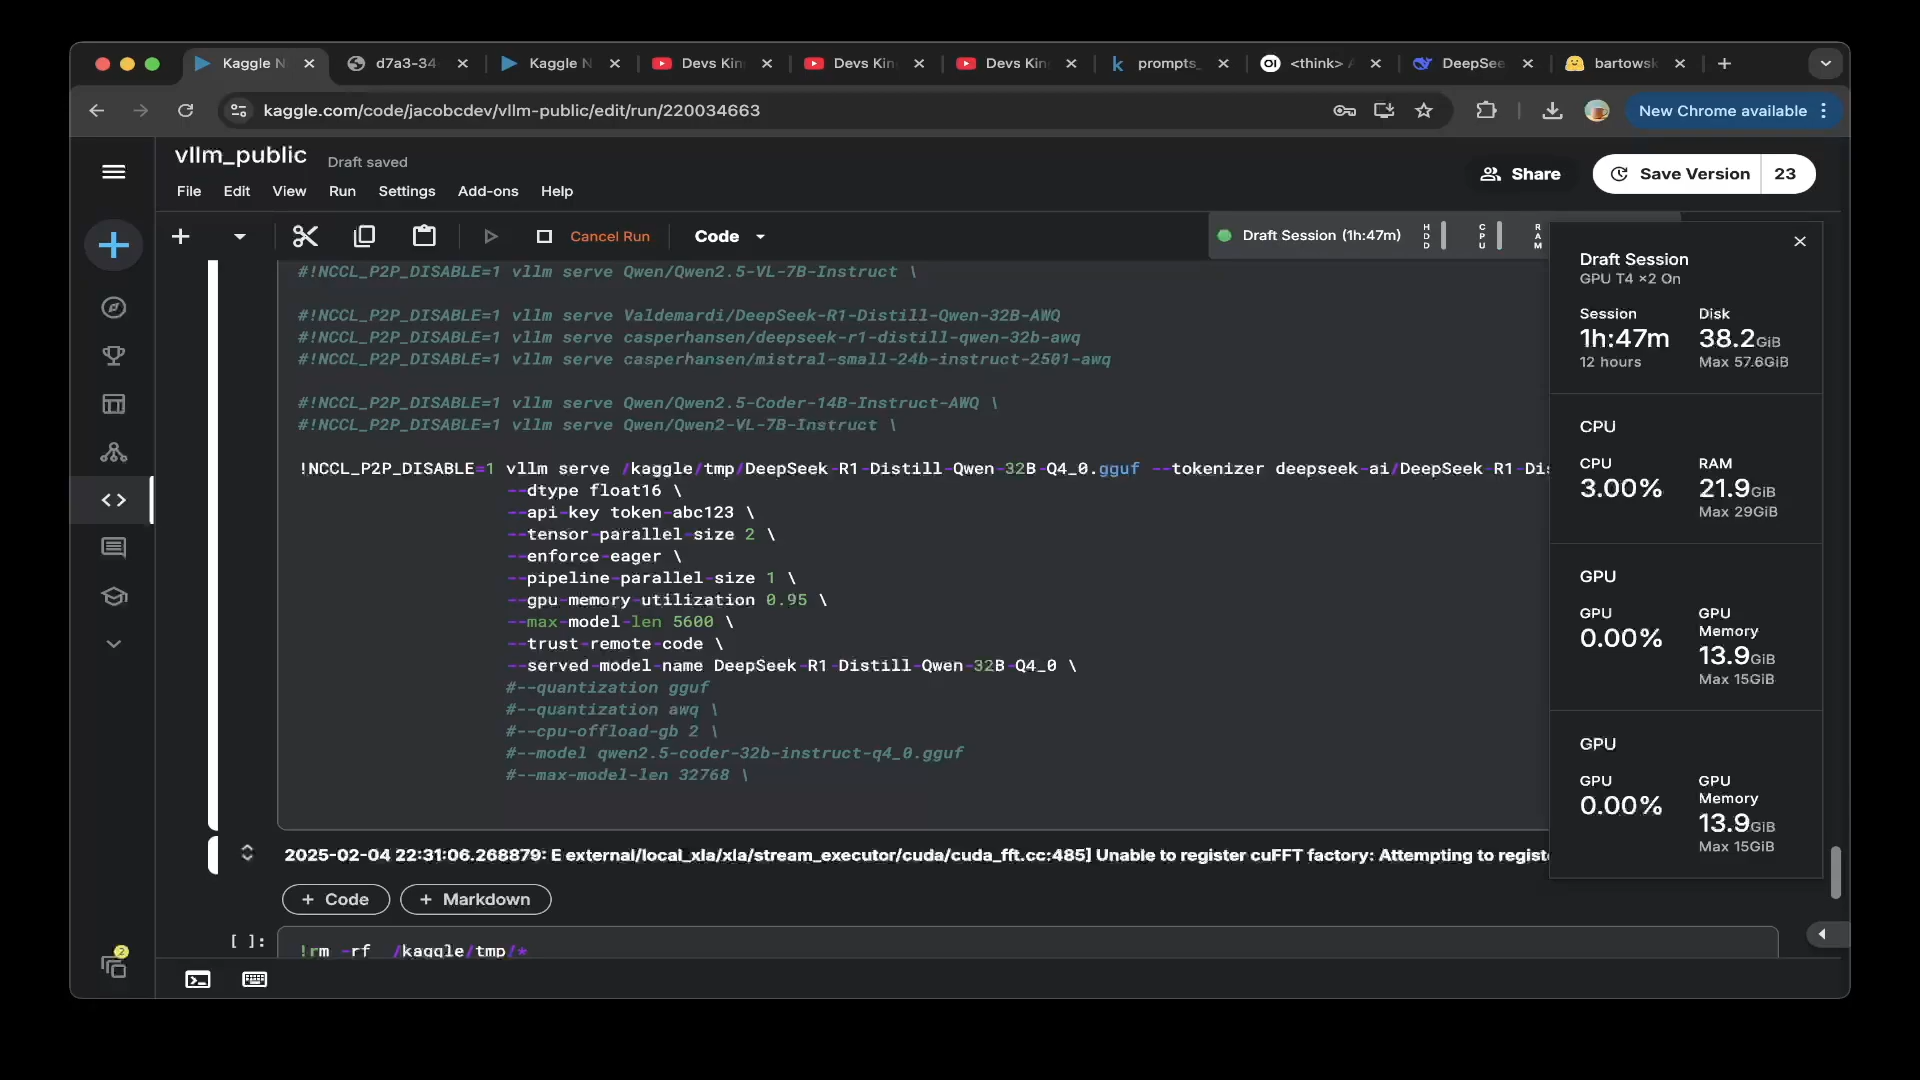 Kaggle N
d7a3-34
Kaggle N
Devs Kin
Devs Kin
Devs Kin
prompts_
<think>
DeepSee
bartowsk
kaggle.com/code/jacobcdev/vllm-public/edit/run/220034663
New Chrome available
vllm_public
Draft saved
File Edit View Run Settings Add-ons Help
Share
Save Version 23
Cancel Run
Code
Draft Session (1h:47m)
HDD
CPU
RAM
#!NCCL_P2P_DISABLE=1 vllm serve Qwen/Qwen2.5-VL-7B-Instruct \
#!NCCL_P2P_DISABLE=1 vllm serve Valdemardi/DeepSeek-R1-Distill-Qwen-32B-AWQ
#!NCCL_P2P_DISABLE=1 vllm serve casperhansen/deepseek-r1-distill-qwen-32b-awq
#!NCCL_P2P_DISABLE=1 vllm serve casperhansen/mistral-small-24b-instruct-2501-awq
#!NCCL_P2P_DISABLE=1 vllm serve Qwen/Qwen2.5-Coder-14B-Instruct-AWQ \
#!NCCL_P2P_DISABLE=1 vllm serve Qwen/Qwen2-VL-7B-Instruct \
!NCCL_P2P_DISABLE=1 vllm serve /kaggle/tmp/DeepSeek-R1-Distill-Qwen-32B-Q4_0.gguf --tokenizer deepseek-ai/DeepSeek-R1-Dis
--dtype float16 \
--api-key token-abc123 \
--tensor-parallel-size 2 \
--enforce-eager \
--pipeline-parallel-size 1 \
--gpu-memory-utilization 0.95 \
--max-model-len 5600 \
--trust-remote-code \
--served-model-name DeepSeek-R1-Distill-Qwen-32B-Q4_0 \
#--quantization gguf
#--quantization awq \
#--cpu-offload-gb 2 \
#--model qwen2.5-coder-32b-instruct-q4_0.gguf
#--max-model-len 32768 \
2025-02-04 22:31:06.268879: E external/local_xla/xla/stream_executor/cuda/cuda_fft.cc:485] Unable to register cuFFT factory: Attempting to registe
+ Code
+ Markdown
[ ]:
!rm -rf /kaggle/tmp/*
Draft Session
GPU T4 ×2 On
Session
1h:47m
12 hours
Disk
38.2GiB
Max 57.6GiB
CPU
CPU
3.00%
RAM
21.9GiB
Max 29GiB
GPU
GPU
0.00%
GPU
Memory
13.9GiB
Max 15GiB
GPU
GPU
0.00%
GPU
Memory
13.9GiB
Max 15GiB
2